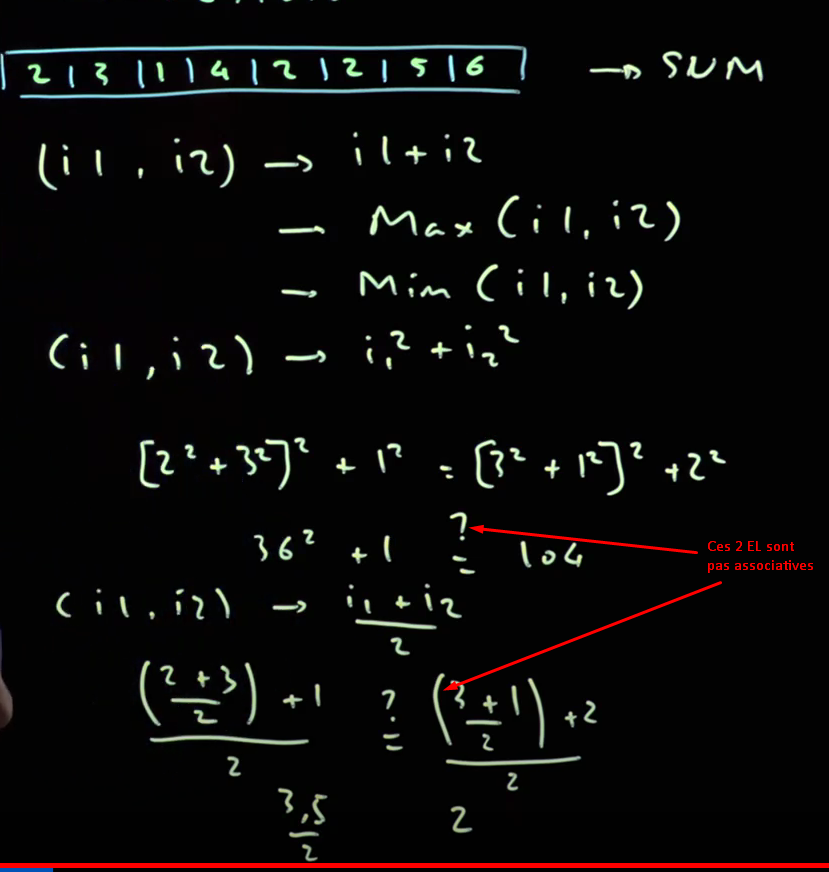 2 | 3 | 1 | 4 | 2 | 2 | 5 | 6 → SUM
(i1, i2) → i1 + i2
→ Max (i1, i2)
→ Min (i1, i2)
(i1, i2) → i₁² + i₂²
[2² + 3²]² + 1² = [3² + 1²]² + 2²
36² + 1 ?= 104
Ces 2 EL sont
pas associatives
(i1, i2) → (i₁ + i₂)/2
((2 + 3)/2) + 1)/2 ?= ((3 + 1)/2) + 2)/2
3,5/2 2